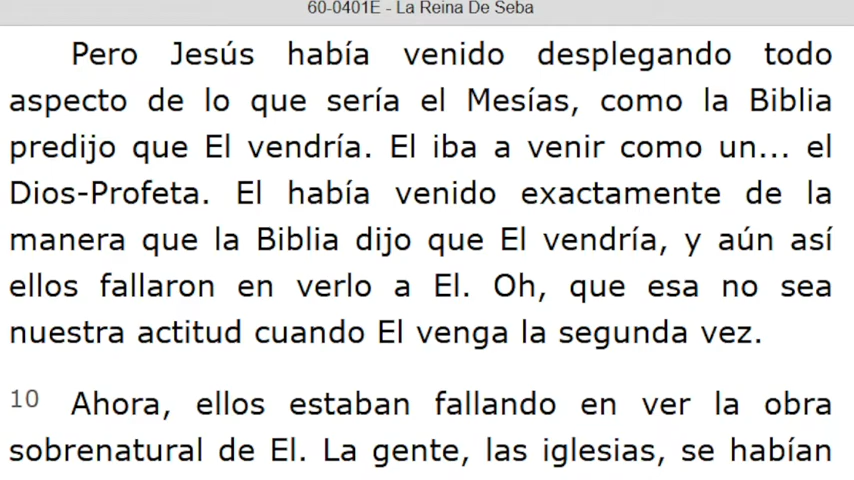 60-0401E - La Reina De Seba
Pero Jesús había venido desplegando todo
aspecto de lo que sería el Mesías, como la Biblia
predijo que El vendría. El iba a venir como un... el
Dios-Profeta. El había venido exactamente de la
manera que la Biblia dijo que El vendría, y aún así
ellos fallaron en verlo a El. Oh, que esa no sea
nuestra actitud cuando El venga la segunda vez.
10 Ahora, ellos estaban fallando en ver la obra
sobrenatural de El. La gente, las iglesias, se habían